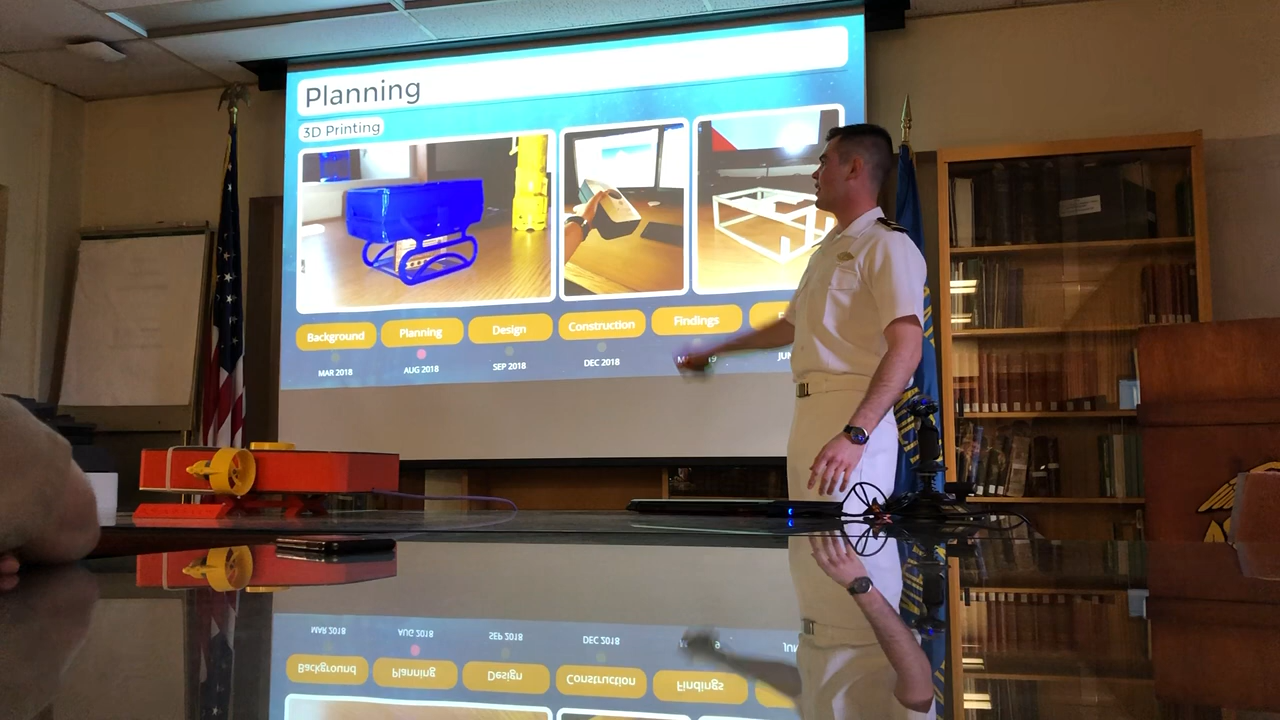 Planning
3D Printing
Background
Planning
Design
Construction
Findings
MAR 2018
AUG 2018
SEP 2018
DEC 2018